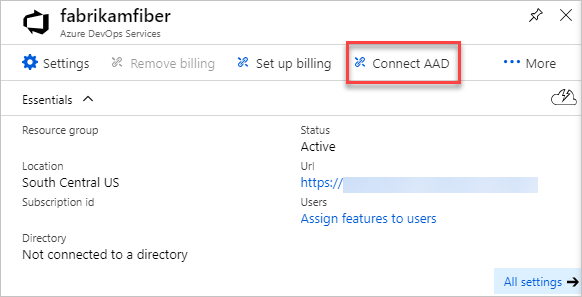 fabrikamfiber
Azure DevOps Services
Settings
Remove billing
Set up billing
Connect AAD
More
Essentials
Resource group
Status
Active
Location
South Central US
Url
https://
Subscription id
Users
Assign features to users
Directory
Not connected to a directory
All settings